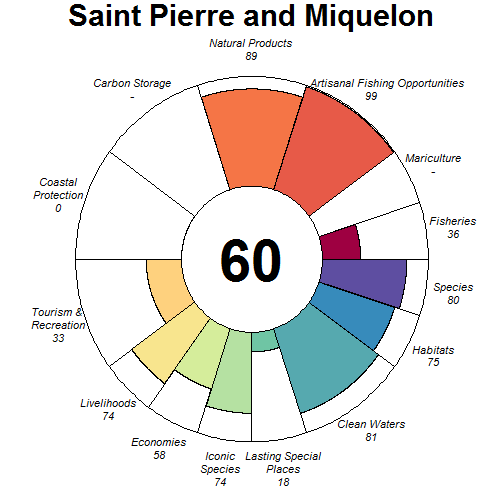 Saint Pierre and Miquelon
Natural Products
89
Carbon Storage
-
Artisanal Fishing Opportunities
99
Mariculture
-
Coastal
Protection
0
Fisheries
36
60
Species
80
Tourism &
Recreation
33
Habitats
75
Livelihoods
74
Clean Waters
81
Economies
58
Iconic
Species
74
Lasting Special
Places
18